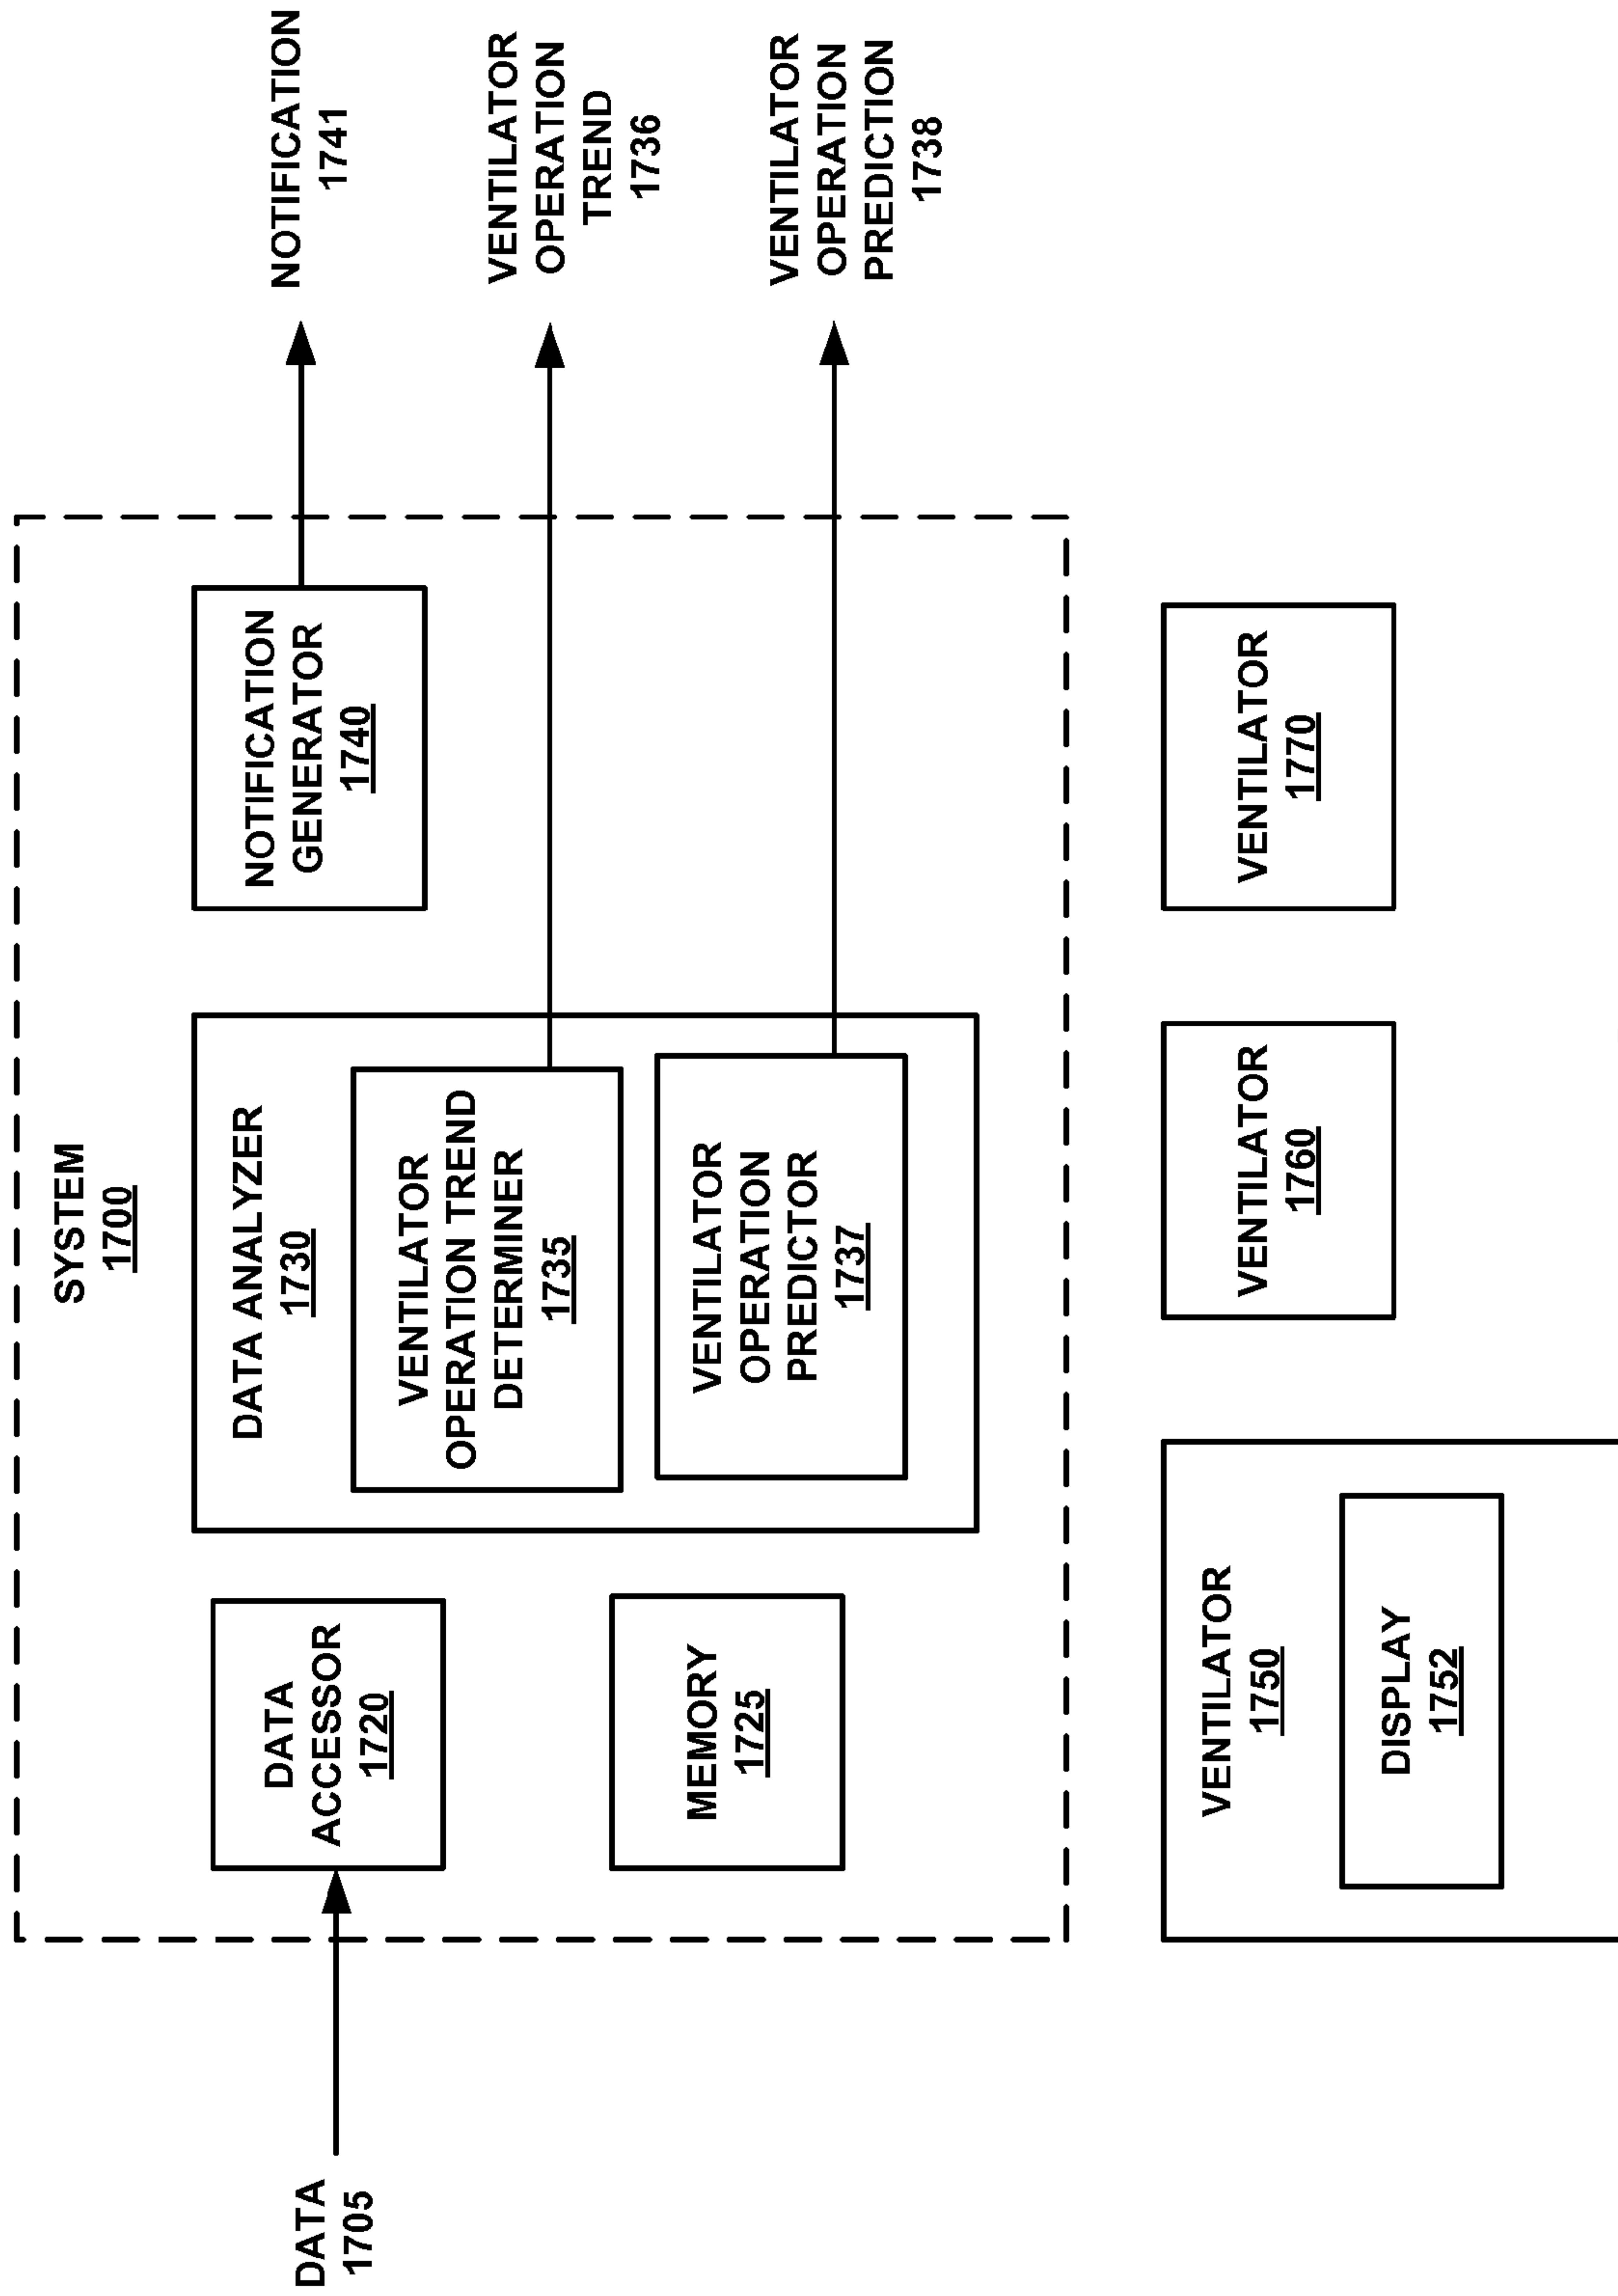 SYSTEM
1700
DATA
1705
DATA
ACCESSOR
1720
MEMORY
1725
DATA ANALYZER
1730
VENTILATOR
OPERATION TREND
DETERMINER
1735
VENTILATOR
OPERATION
PREDICTOR
1737
NOTIFICATION
GENERATOR
1740
NOTIFICATION
1741
VENTILATOR
OPERATION
TREND
1736
VENTILATOR
OPERATION
PREDICTION
1738
VENTILATOR
1750
DISPLAY
1752
VENTILATOR
1760
VENTILATOR
1770